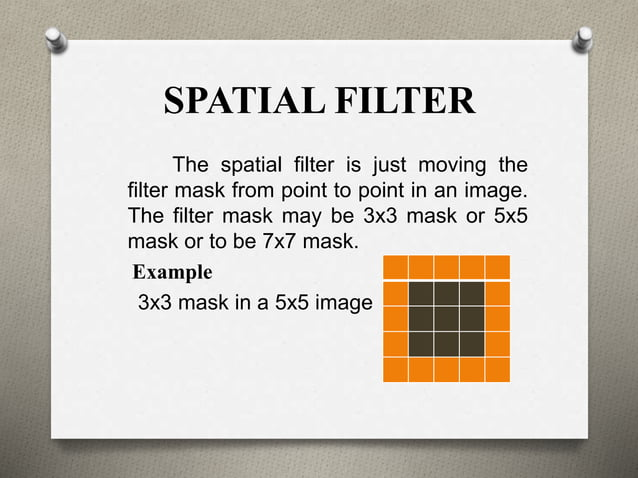 SPATIAL FILTER
The spatial filter is just moving the
filter mask from point to point in an image.
The filter mask may be 3x3 mask or 5x5
mask or to be 7x7 mask.
Example
3x3 mask in a 5x5 image